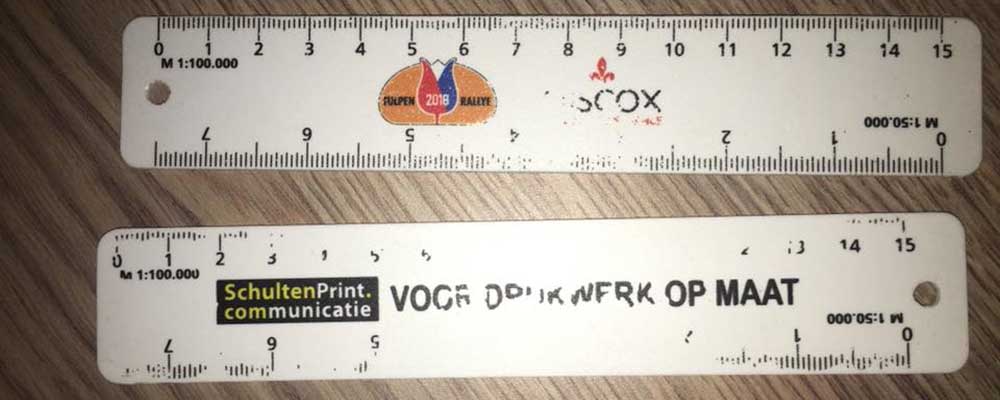 0 1 2 3 4 5 6 7 8 9 10 11 12 13 14 15
M 1:100.000
TULPEN 2018 RALLYE
SCOX
M 1:50.000
7 6 5 4 2 1 0
0 1 2 3 14 15
M 1:100.000
SchultenPrint.
communicatie
OP MAAT
M 1:50.000
7 6 5 1 0